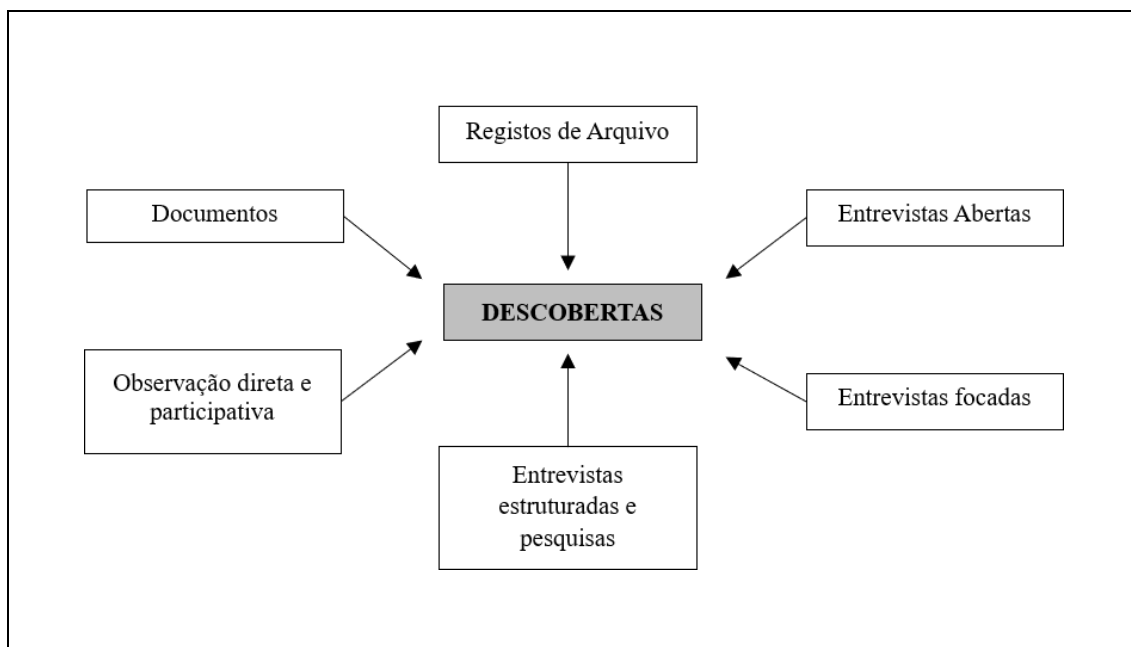 Registos de Arquivo
Documentos
Entrevistas Abertas
DESCOBERTAS
Observação direta e
participativa
Entrevistas focadas
Entrevistas
estruturadas e
pesquisas